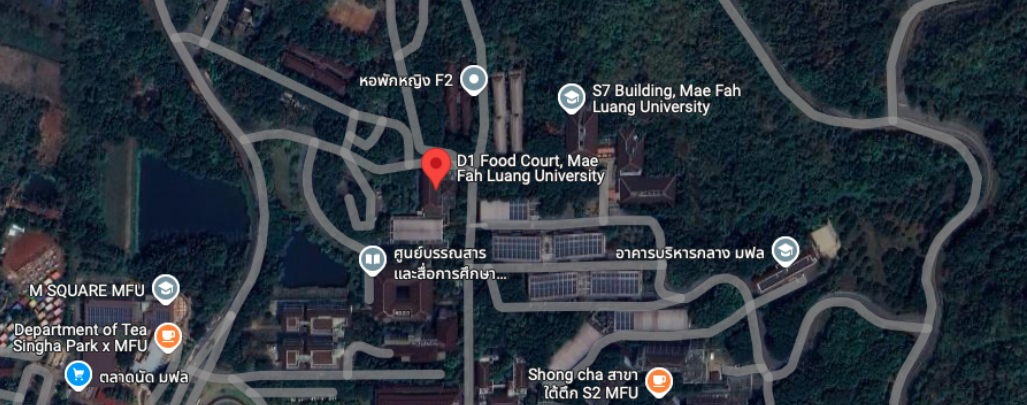 หอพักหญิง F2
S7 Building, Mae Fah
Luang University
D1 Food Court, Mae
Fah Luang University
ศูนย์บรรณสาร
และสื่อการศึกษา...
อาคารบริหารกลาง มฟล
M SQUARE MFU
Department of Tea
Singha Park x MFU
ตลาดนัด มฟล
Shong cha สาขา
ใต้ตึก S2 MFU